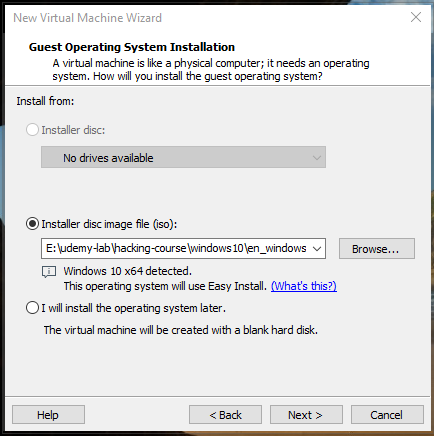 New Virtual Machine Wizard
Guest Operating System Installation
A virtual machine is like a physical computer; it needs an operating
system. How will you install the guest operating system?
Install from:
Installer disc:
No drives available
Installer disc image file (iso):
E:\udemy-lab\hacking-course\windows10\en_windows
Browse...
Windows 10 x64 detected.
This operating system will use Easy Install. (What's this?)
I will install the operating system later.
The virtual machine will be created with a blank hard disk.
Help
< Back
Next >
Cancel